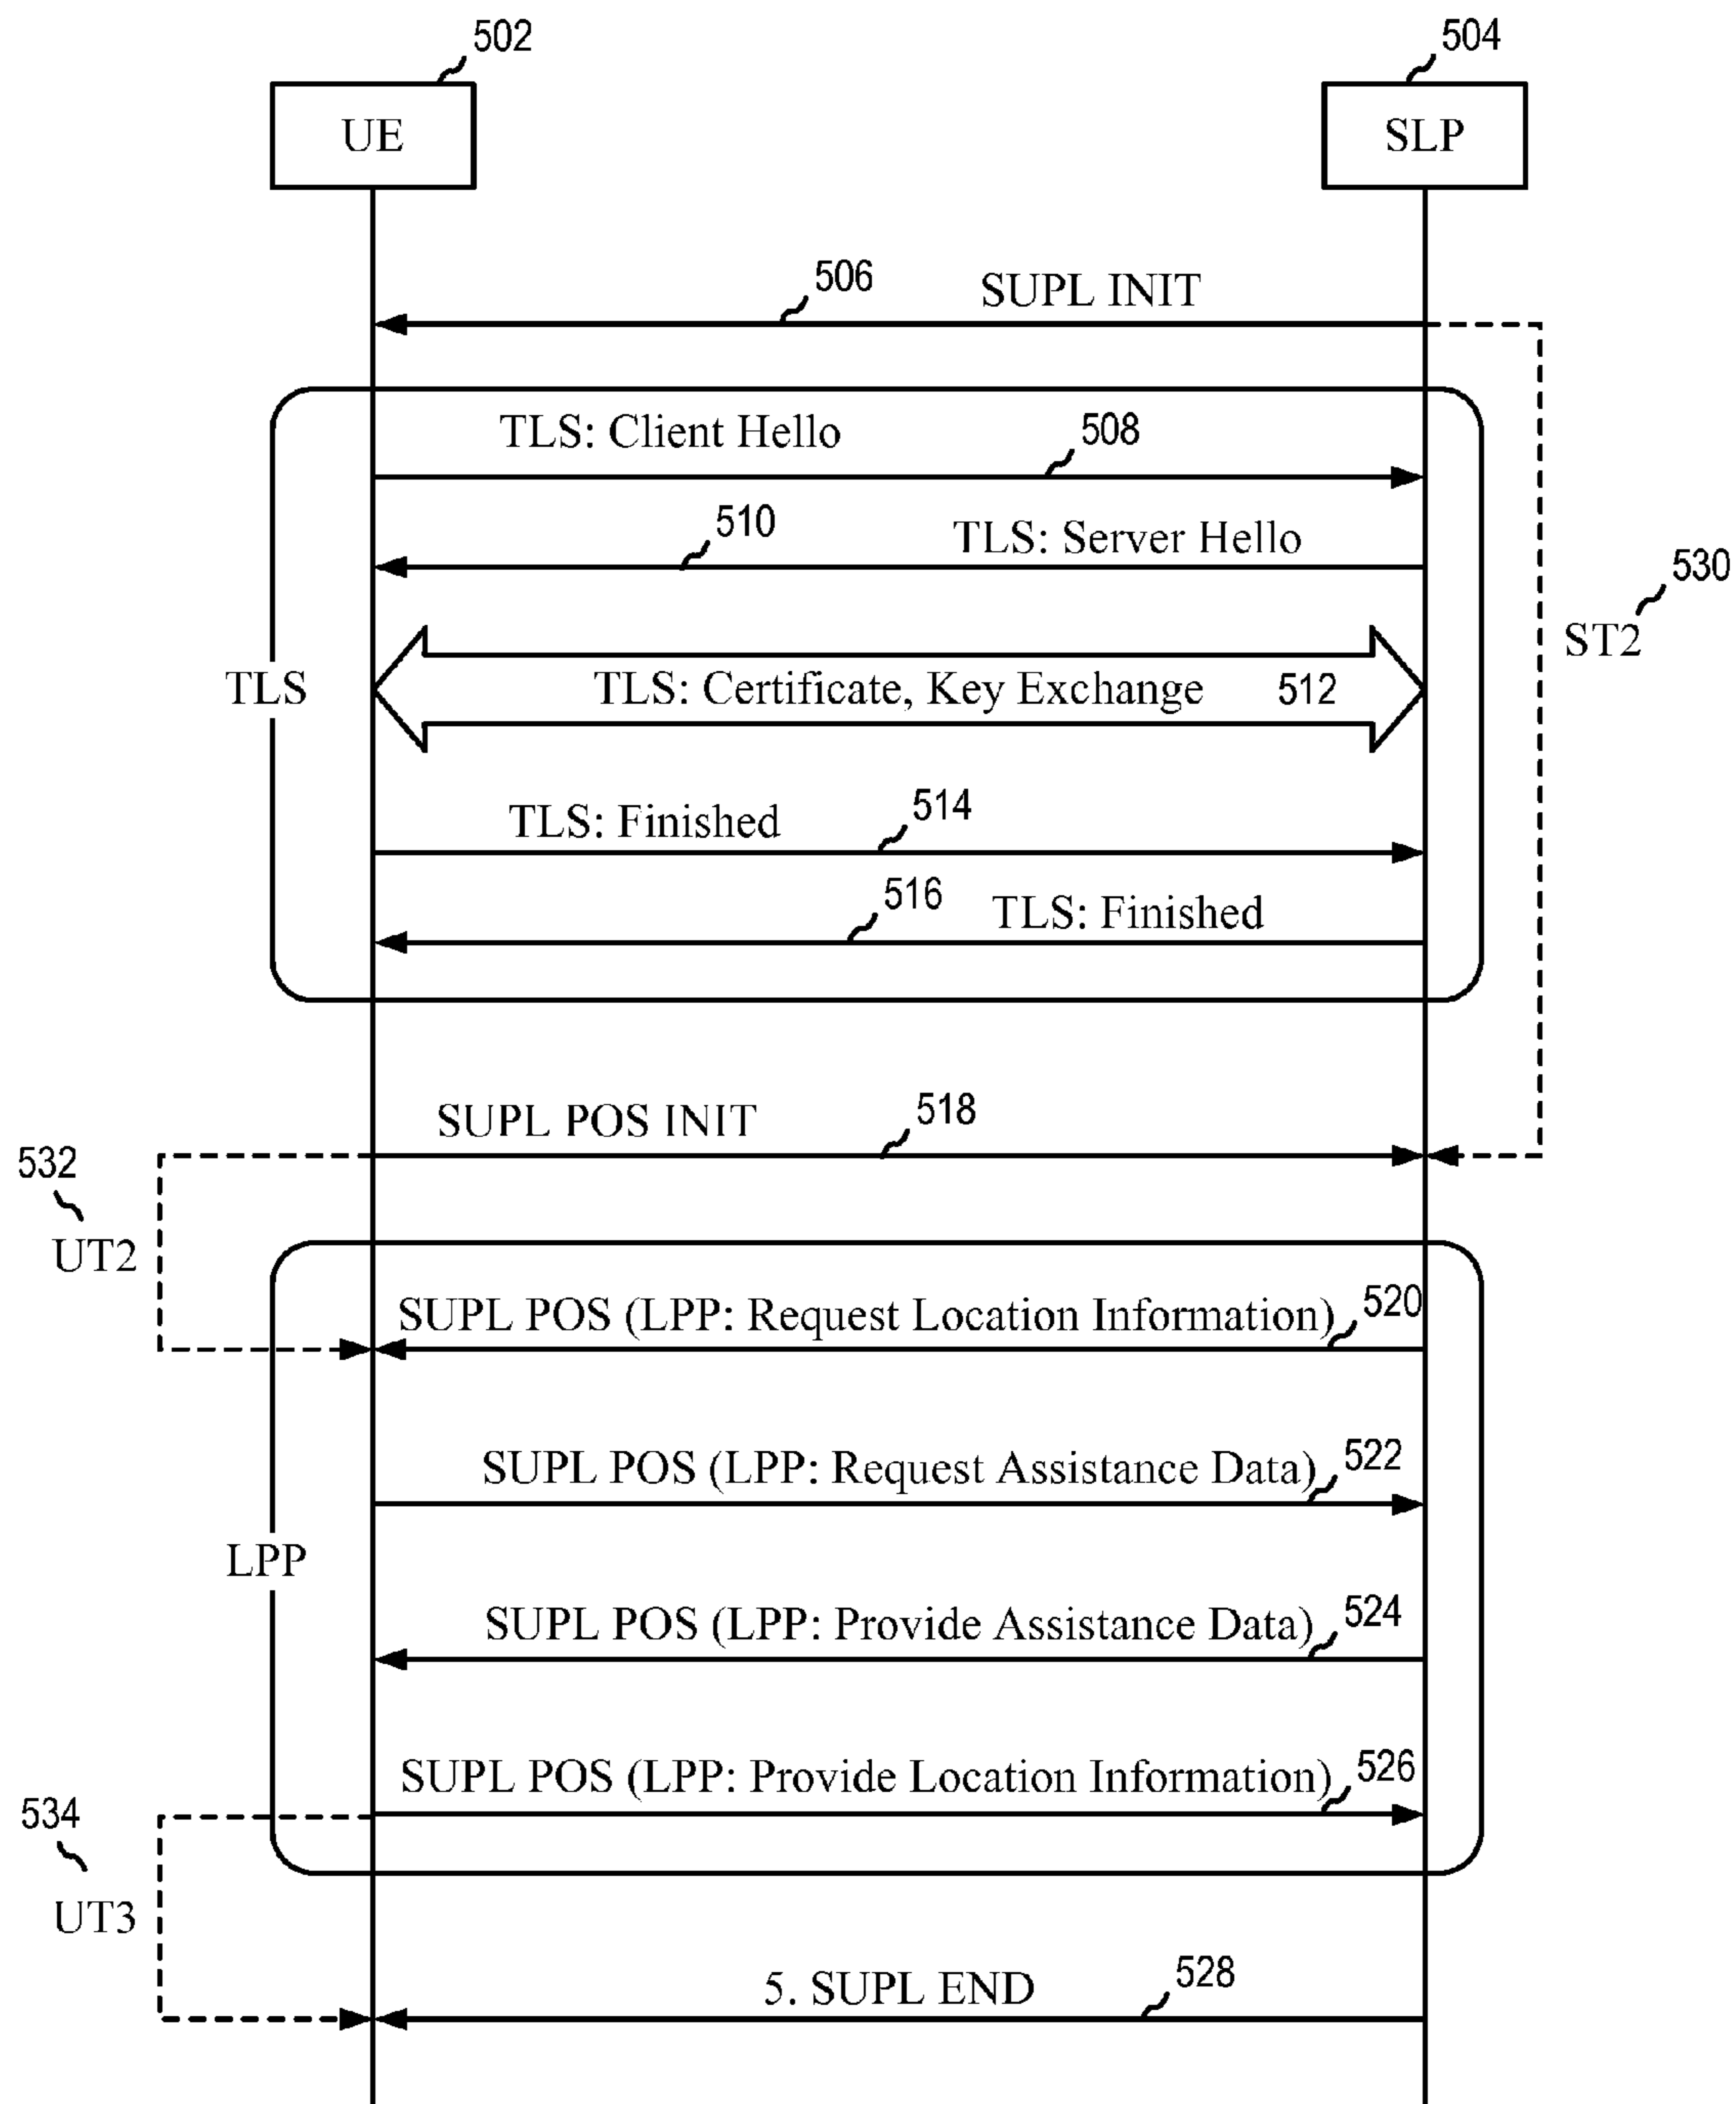 502
504
UE
SLP
506
SUPL INIT
TLS: Client Hello
508
510
TLS: Server Hello
530
ST2
TLS
TLS: Certificate, Key Exchange 512
TLS: Finished
514
516
TLS: Finished
SUPL POS INIT
518
532
UT2
SUPL POS (LPP: Request Location Information)
520
SUPL POS (LPP: Request Assistance Data)
522
LPP
SUPL POS (LPP: Provide Assistance Data)
524
SUPL POS (LPP: Provide Location Information)
526
534
UT3
5. SUPL END
528